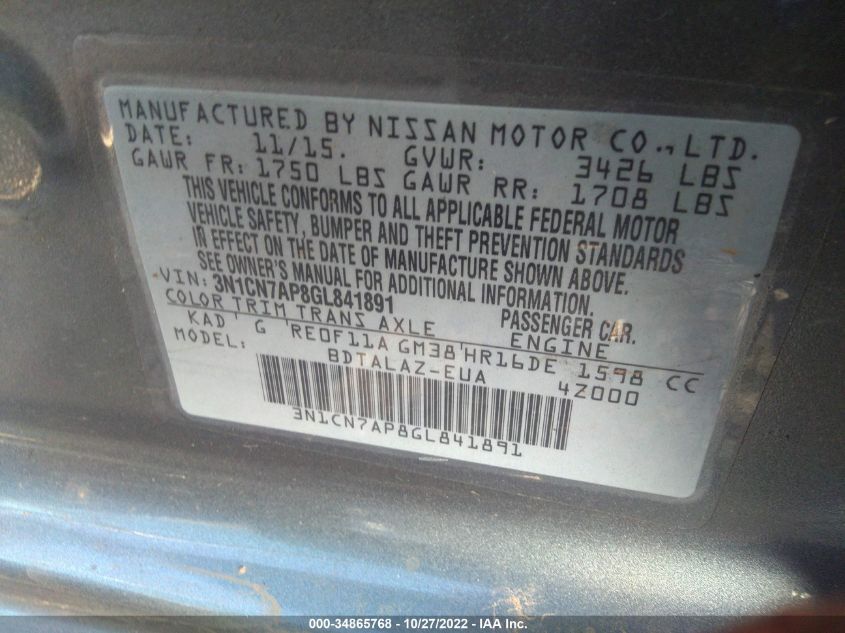 MANUFACTURED BY NISSAN MOTOR CO., LTD.
DATE: 11/15. GVWR: 3426 LBS
GAWR FR: 1750 LBS GAWR RR: 1708 LBS
THIS VEHICLE CONFORMS TO ALL APPLICABLE FEDERAL MOTOR
VEHICLE SAFETY, BUMPER AND THEFT PREVENTION STANDARDS
IN EFFECT ON THE DATE OF MANUFACTURE SHOWN ABOVE.
SEE OWNER'S MANUAL FOR ADDITIONAL INFORMATION.
VIN: 3N1CN7AP8GL841891 PASSENGER CAR.
COLOR TRIM TRANS AXLE ENGINE
KAD G RE0F11A GM38 HR16DE 1598 CC
MODEL: BDTALAZ-EUA 4Z000
3N1CN7AP8GL841891
000-34865768 - 10/27/2022 - IAA Inc.